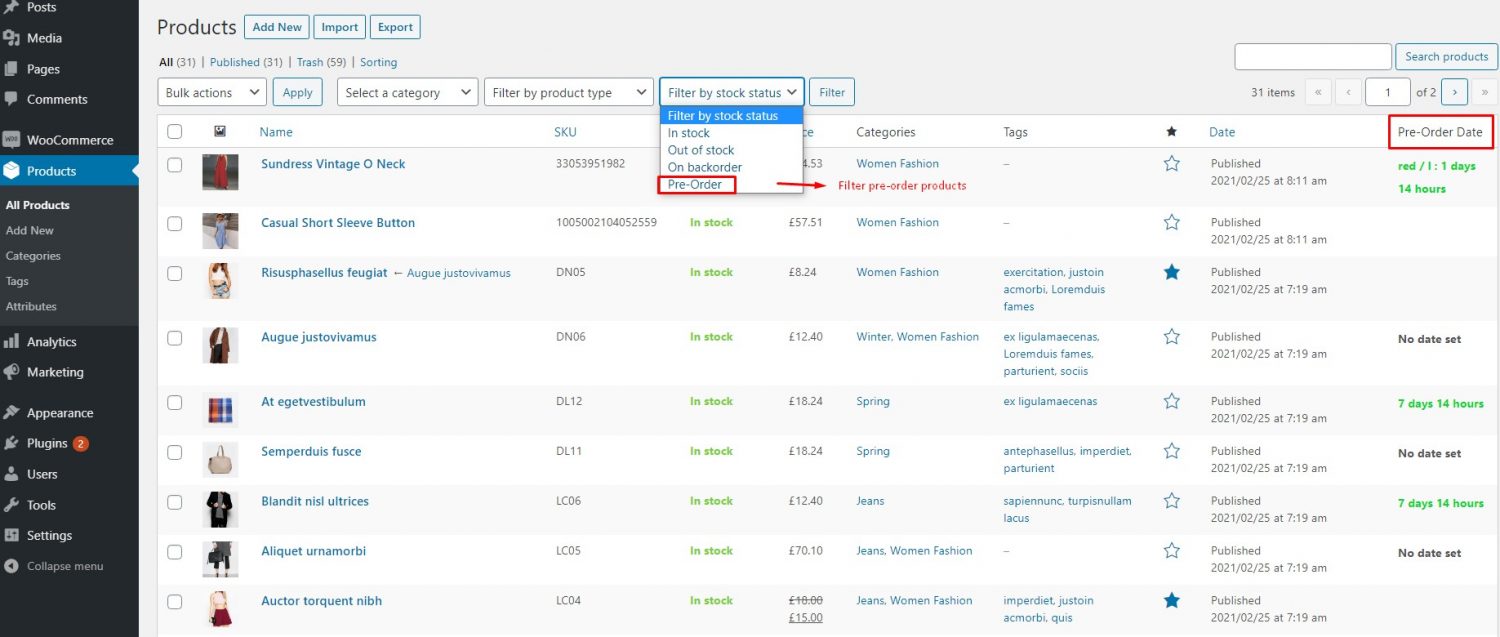 Posts
Media
Pages
Comments
WooCommerce
Products
All Products
Add New
Categories
Tags
Attributes
Analytics
Marketing
Appearance
Plugins 2
Users
Tools
Settings
Collapse menu
Products Add New Import Export
All (31) | Published (31) | Trash (59) | Sorting
Search products
Bulk actions Apply Select a category Filter by product type Filter by stock status Filter
31 items « ‹ 1 of 2 › »
Filter by stock status
In stock
Out of stock
On backorder
Pre-Order
Filter pre-order products
Name SKU Categories Tags Date Pre-Order Date
Sundress Vintage O Neck 33053951982 4.53 Women Fashion – Published red / l : 1 days
2021/02/25 at 8:11 am 14 hours
Casual Short Sleeve Button 1005002104052559 In stock £57.51 Women Fashion – Published
2021/02/25 at 8:11 am
Risusphasellus feugiat ← Augue justovivamus DN05 In stock £8.24 Women Fashion exercitation, justoin Published
acmorbi, Loremduis 2021/02/25 at 7:19 am
fames
Augue justovivamus DN06 In stock £12.40 Winter, Women Fashion ex ligulamaecenas, Published No date set
Loremduis fames, 2021/02/25 at 7:19 am
parturient, sociis
At egetvestibulum DL12 In stock £18.24 Spring ex ligulamaecenas Published 7 days 14 hours
2021/02/25 at 7:19 am
Semperduis fusce DL11 In stock £18.24 Spring antephasellus, imperdiet, Published No date set
parturient 2021/02/25 at 7:19 am
Blandit nisl ultrices LC06 In stock £12.40 Jeans sapiennunc, turpisnullam Published 7 days 14 hours
lacus 2021/02/25 at 7:19 am
Aliquet urnamorbi LC05 In stock £70.10 Jeans, Women Fashion – Published No date set
2021/02/25 at 7:19 am
Auctor torquent nibh LC04 In stock £18.00 Jeans, Women Fashion imperdiet, justoin Published
£15.00 acmorbi, quis 2021/02/25 at 7:19 am